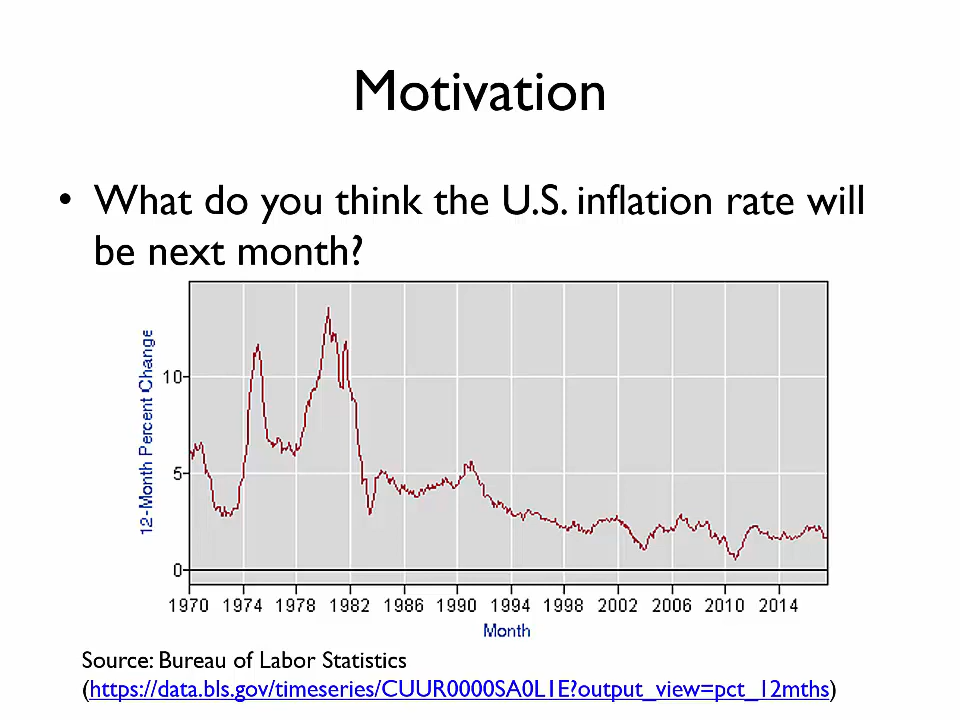 Motivation
• What do you think the U.S. inflation rate will
be next month?
12-Month Percent Change
10
5
0
1970 1974 1978 1982 1986 1990 1994 1998 2002 2006 2010 2014
Month
Source: Bureau of Labor Statistics
(https://data.bls.gov/timeseries/CUUR0000SA0L1E?output_view=pct_12mths)